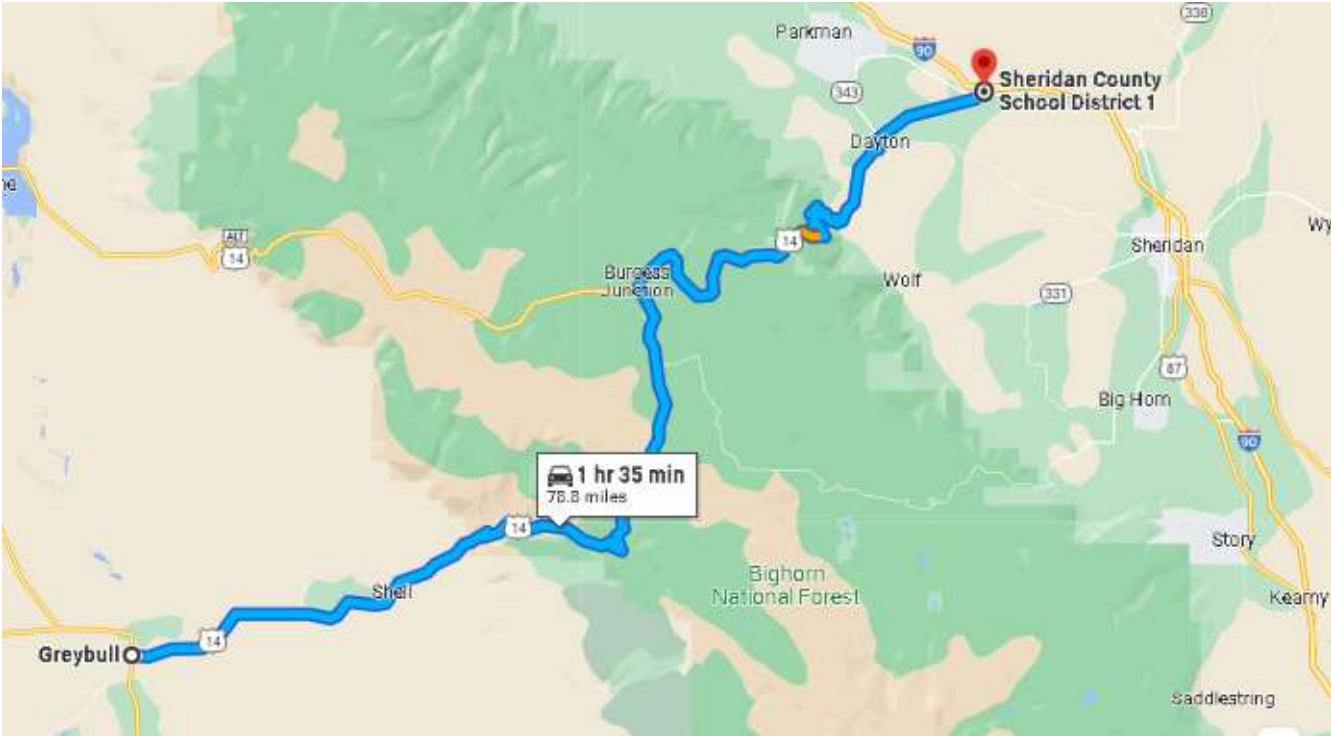 338
Parkman
90
Sheridan County
School District 1
343
Dayton
ALT
14
14
Sheridan
Burgess
Junction
Wolf
331
87
Big Horn
90
1 hr 35 min
78.8 miles
14
Story
Bighorn
National Forest
Shell
Kearny
14
Greybull
Saddlestring